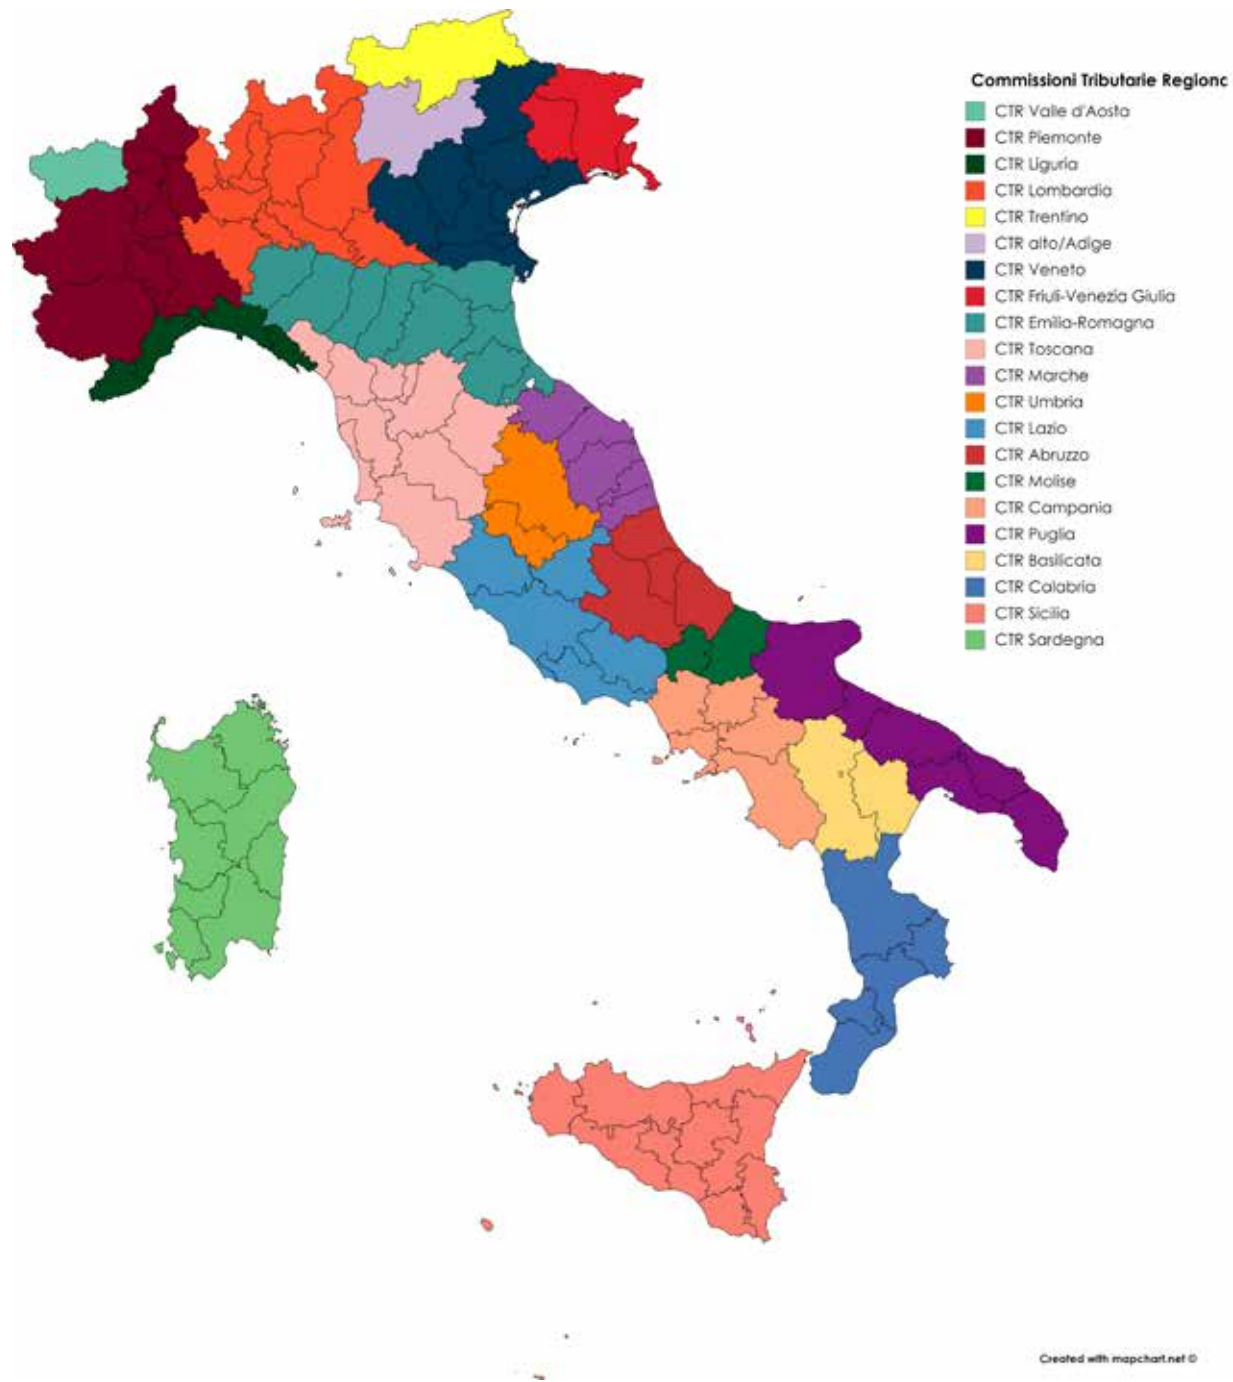 Commissioni Tributarie Regionc
CTR Valle d'Aosta
CTR Piemonte
CTR Liguria
CTR Lombardia
CTR Trentino
CTR alto/Adige
CTR Veneto
CTR Friuli-Venezia Giulia
CTR Emilia-Romagna
CTR Toscana
CTR Marche
CTR Umbria
CTR Lazio
CTR Abruzzo
CTR Molise
CTR Campania
CTR Puglia
CTR Basilicata
CTR Calabria
CTR Sicilia
CTR Sardegna
Created with mapchart.net ©